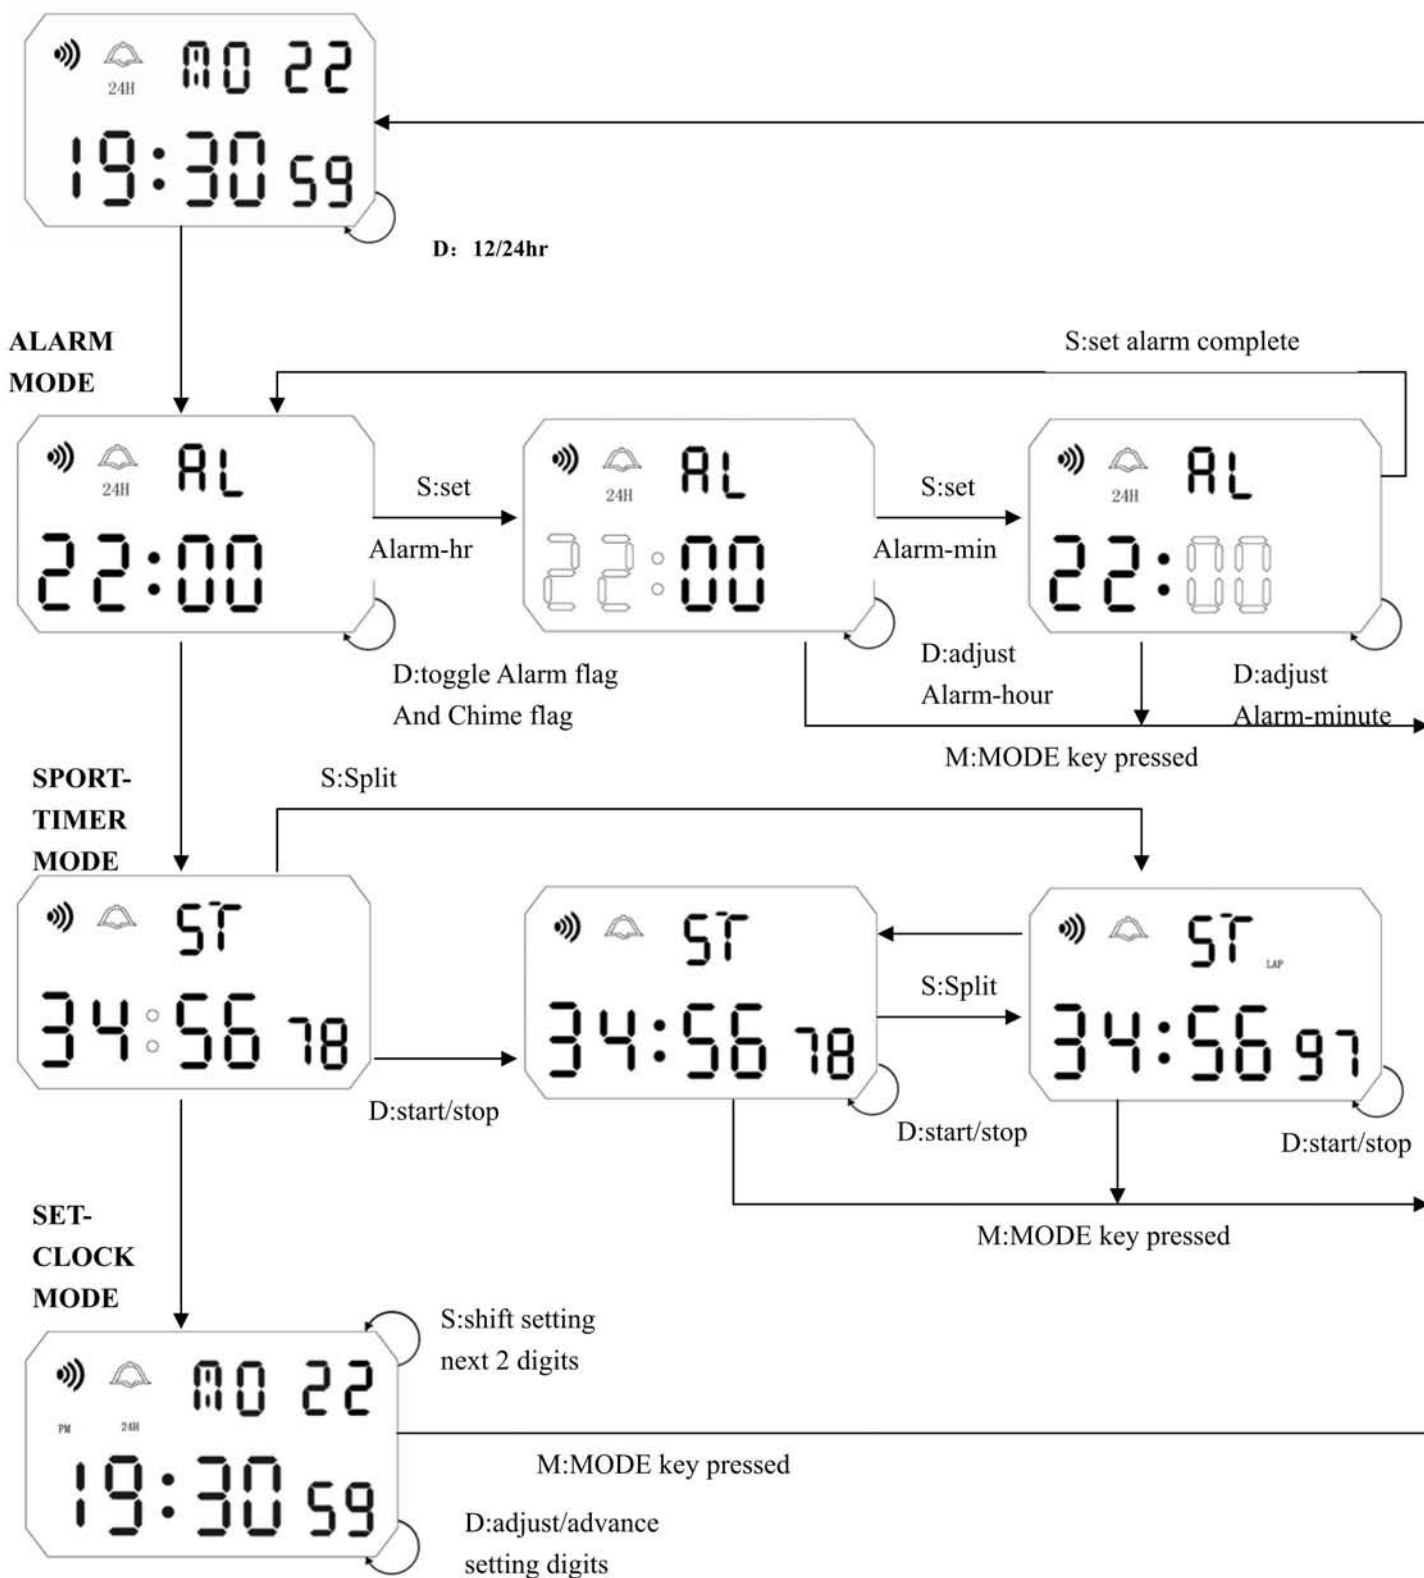 MO 22
24H
19:30 59
D: 12/24hr
ALARM
MODE
S:set alarm complete
AL
24H
22:00
S:set
Alarm-hr
AL
24H
22:00
S:set
Alarm-min
AL
24H
22:00
D:toggle Alarm flag
And Chime flag
D:adjust
Alarm-hour
D:adjust
Alarm-minute
M:MODE key pressed
SPORT-
TIMER
MODE
S:Split
ST
34:56 78
D:start/stop
ST
34:56 78
S:Split
D:start/stop
ST
LAP
34:56 97
D:start/stop
M:MODE key pressed
SET-
CLOCK
MODE
MO 22
PM 24H
19:30 59
S:shift setting
next 2 digits
M:MODE key pressed
D:adjust/advance
setting digits